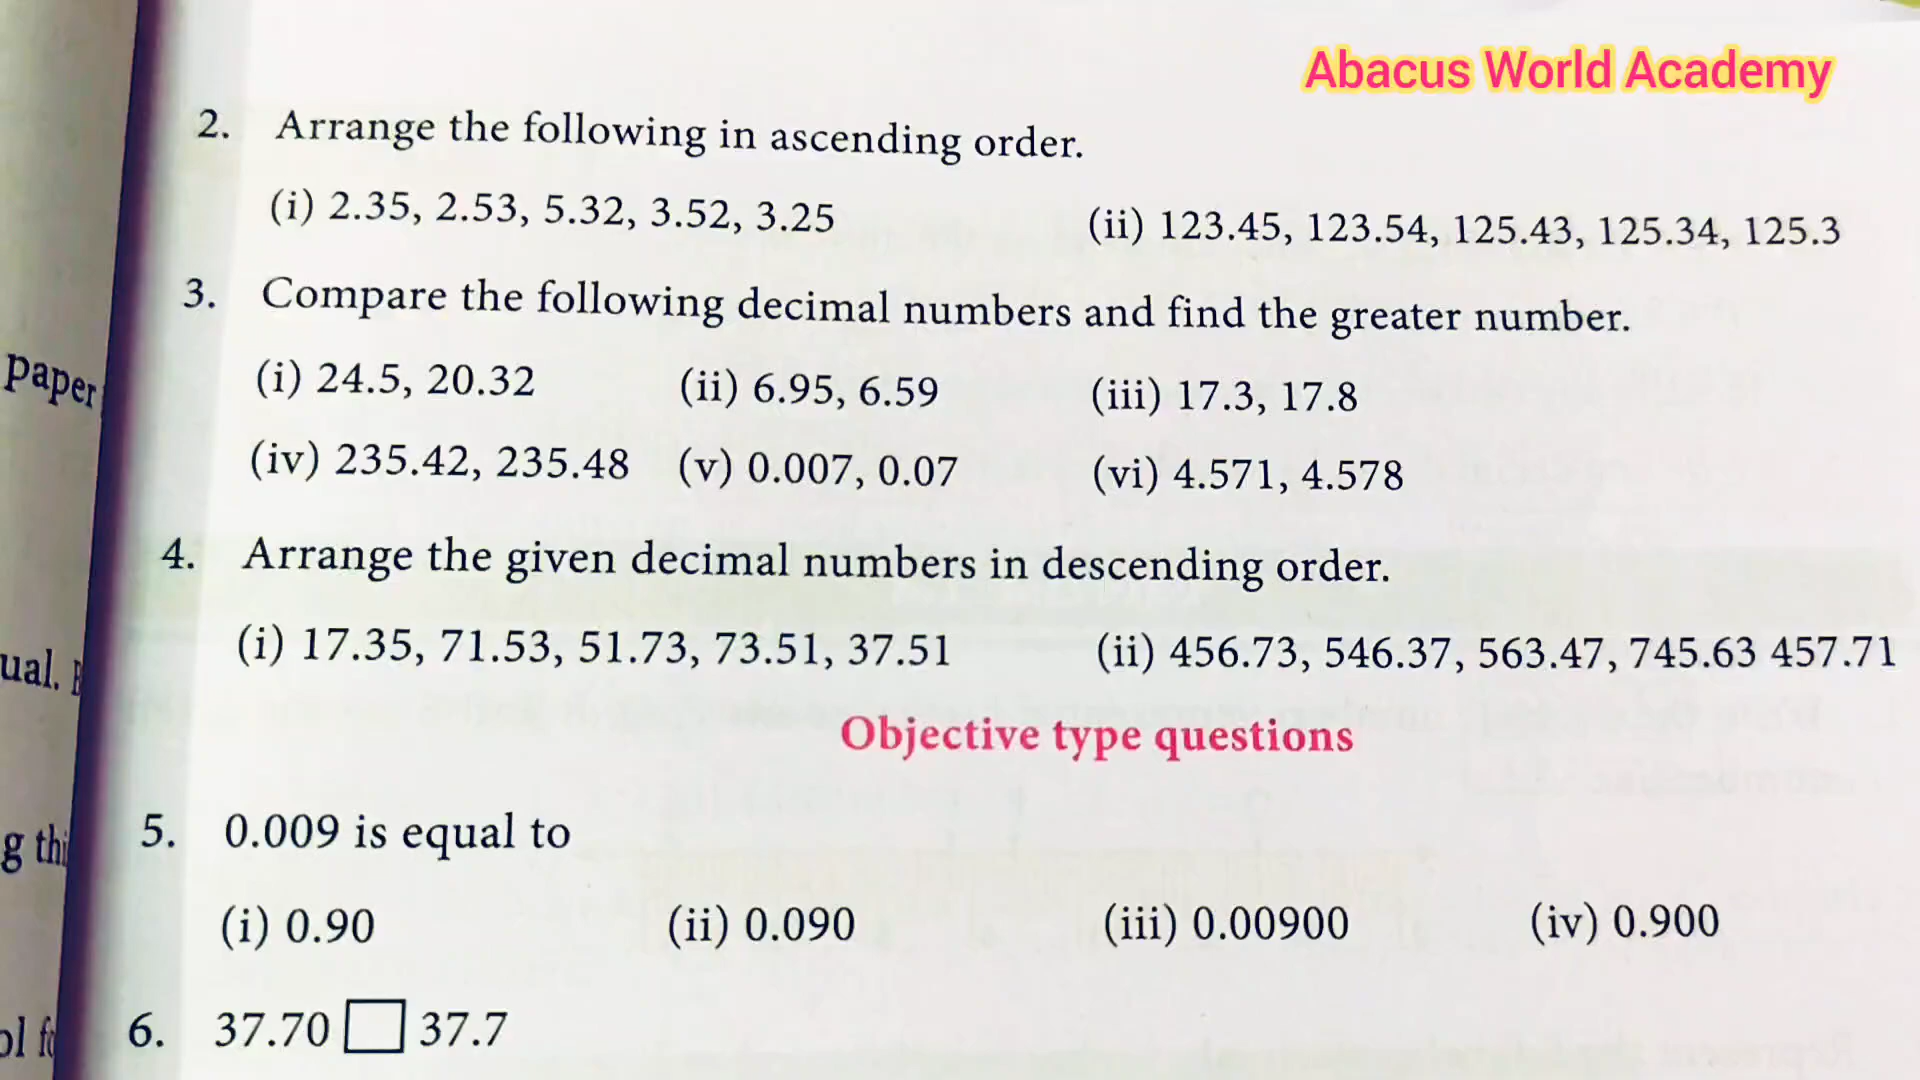 Abacus World Academy
2. Arrange the following in ascending order.
(i) 2.35, 2.53, 5.32, 3.52, 3.25 (ii) 123.45, 123.54, 125.43, 125.34, 125.3
3. Compare the following decimal numbers and find the greater number.
(i) 24.5, 20.32 (ii) 6.95, 6.59 (iii) 17.3, 17.8
paper
(iv) 235.42, 235.48 (v) 0.007, 0.07 (vi) 4.571, 4.578
4. Arrange the given decimal numbers in descending order.
(i) 17.35, 71.53, 51.73, 73.51, 37.51 (ii) 456.73, 546.37, 563.47, 745.63 457.71
ual.
Objective type questions
5. 0.009 is equal to
g thi
(i) 0.90 (ii) 0.090 (iii) 0.00900 (iv) 0.900
6. 37.70 □ 37.7